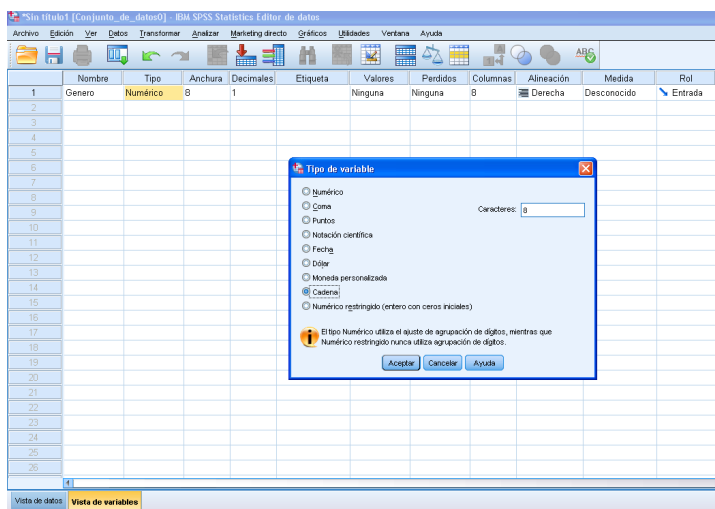 *Sin título1 [Conjunto_de_datos0] - IBM SPSS Statistics Editor de datos
Archivo Edición Ver Datos Transformar Analizar Marketing directo Gráficos Utilidades Ventana Ayuda
Nombre Tipo Anchura Decimales Etiqueta Valores Perdidos Columnas Alineación Medida Rol
1 Genero Numérico 8 1 Ninguna Ninguna 8 Derecha Desconocido Entrada
2
3
4
5
6
7
8
9
10
11
12
13
14
15
16
17
18
19
20
21
22
23
24
25
26
Tipo de variable
Numérico
Coma
Puntos
Notación científica
Fecha
Dólar
Moneda personalizada
Cadena
Numérico restringido (entero con ceros iniciales)
Caracteres: 8
El tipo Numérico utiliza el ajuste de agrupación de dígitos, mientras que
Numérico restringido nunca utiliza agrupación de dígitos.
Aceptar Cancelar Ayuda
Vista de datos Vista de variables